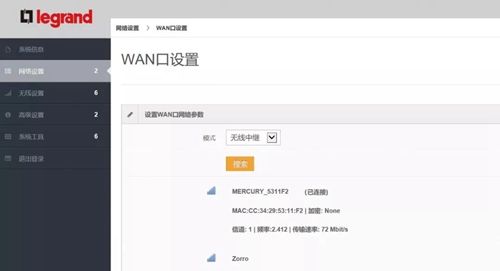 legrand
网络设置 > WAN口设置
系统信息
网络设置 2
无线设置 6
高级设置 2
系统工具 6
退出登录
WAN口设置
设置WAN口网络参数
模式 无线中继
搜索
MERCURY_5311F2 (已连接)
MAC:CC:34:29:53:11:F2 | 加密: None
信道: 1 | 频率:2.412 | 传输速率: 72 Mbit/s
Zorro